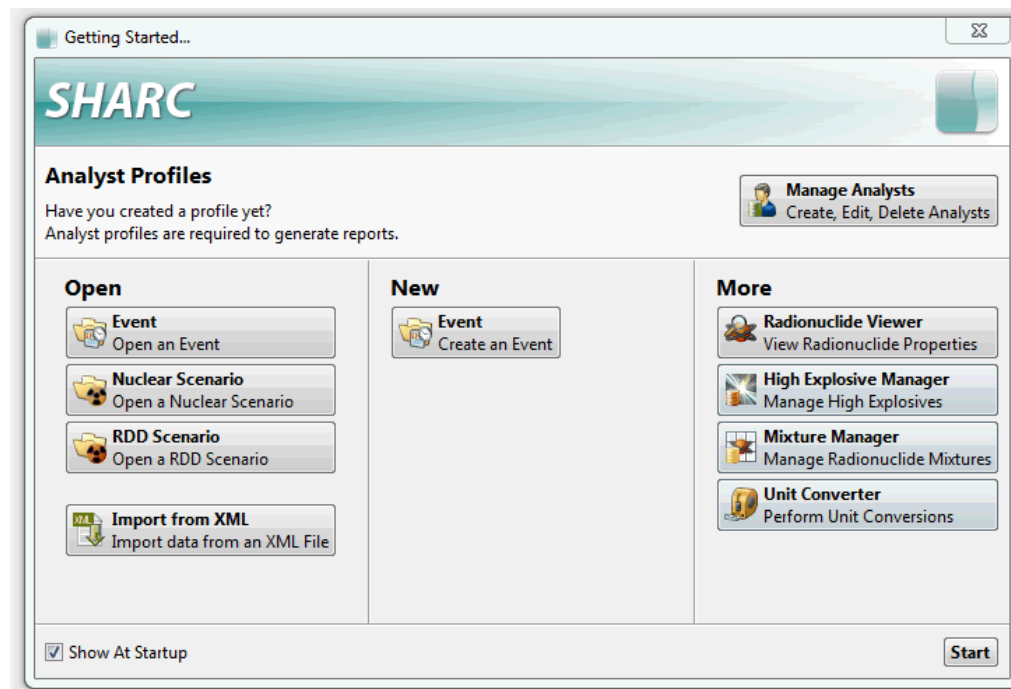 Getting Started...
SHARC
Analyst Profiles
Have you created a profile yet?
Analyst profiles are required to generate reports.
Manage Analysts
Create, Edit, Delete Analysts
Open
Event
Open an Event
Nuclear Scenario
Open a Nuclear Scenario
RDD Scenario
Open a RDD Scenario
XML
Import from XML
Import data from an XML File
New
Event
Create an Event
More
Radionuclide Viewer
View Radionuclide Properties
High Explosive Manager
Manage High Explosives
Mixture Manager
Manage Radionuclide Mixtures
Unit Converter
Perform Unit Conversions
Show At Startup
Start